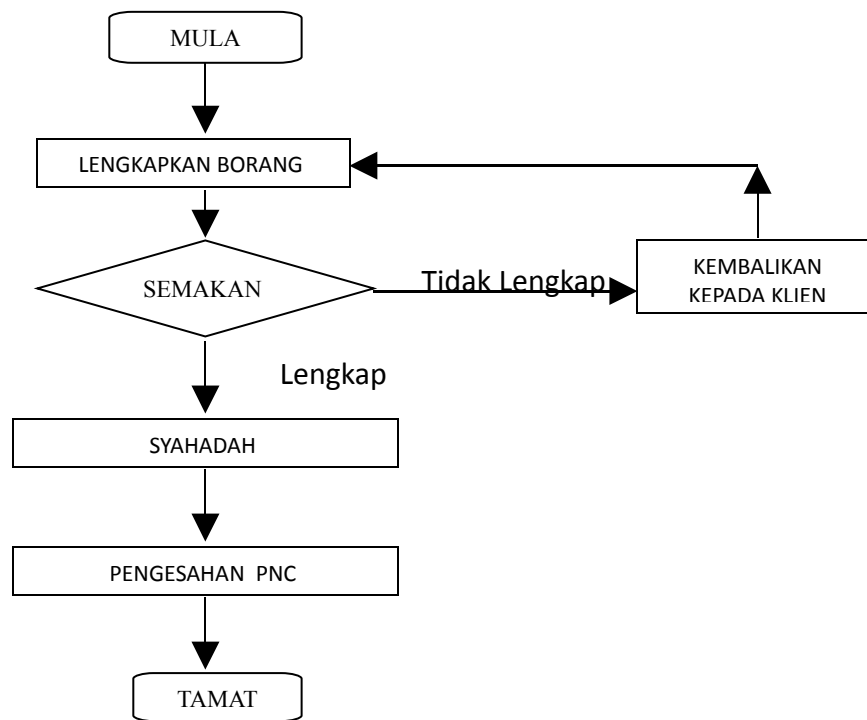 MULA
LENGKAPKAN BORANG
SEMAKAN
Tidak Lengkap
KEMBALIKAN
KEPADA KLIEN
Lengkap
SYAHADAH
PENGESAHAN PNC
TAMAT